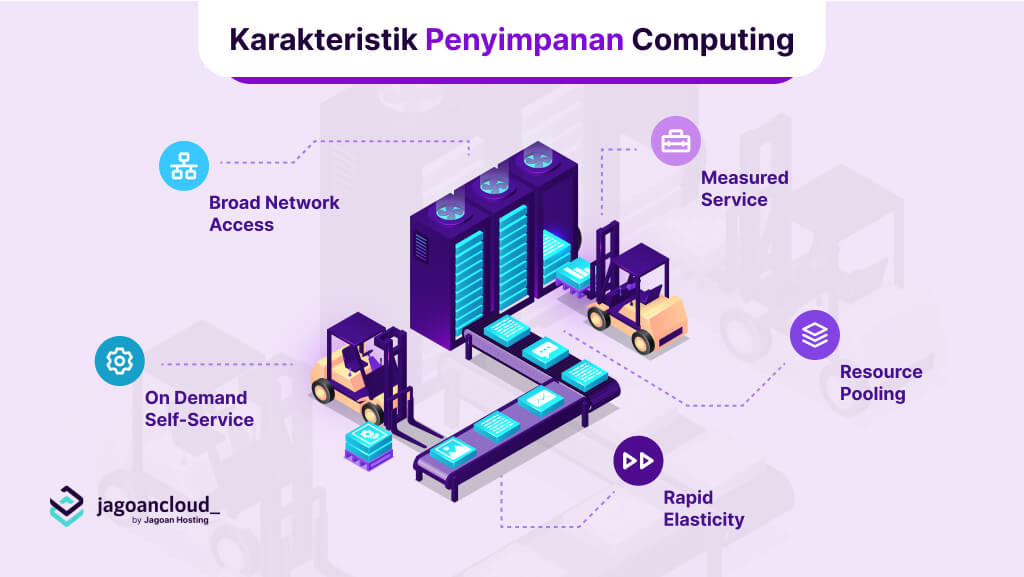 Karakteristik Penyimpanan Computing
Broad Network
Access
Measured
Service
On Demand
Self-Service
Resource
Pooling
Rapid
Elasticity
jagoancloud_
by Jagoan Hosting